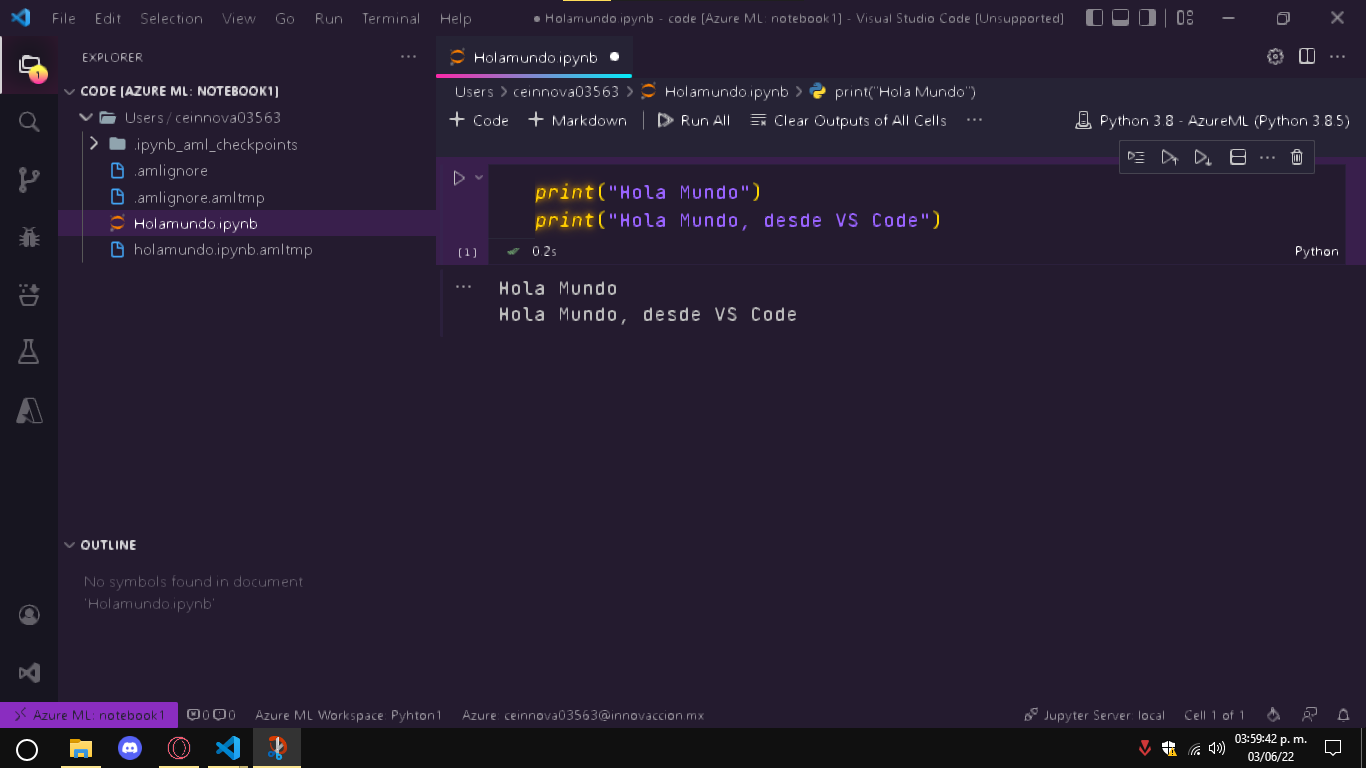 File Edit Selection View Go Run Terminal Help
● Holamundo.ipynb - code [Azure ML: notebook1] - Visual Studio Code [Unsupported]
1
EXPLORER
CODE [AZURE ML: NOTEBOOK1]
Users / ceinnova03563
.ipynb_aml_checkpoints
.amlignore
.amlignore.amltmp
Holamundo.ipynb
holamundo.ipynb.amltmp
OUTLINE
No symbols found in document
'Holamundo.ipynb'
Holamundo.ipynb
Users > ceinnova03563 > Holamundo.ipynb > print("Hola Mundo")
+ Code + Markdown Run All Clear Outputs of All Cells ... Python 3.8 - AzureML (Python 3.8.5)
print("Hola Mundo")
print("Hola Mundo, desde VS Code")
[1] 0.2s Python
Hola Mundo
Hola Mundo, desde VS Code
Azure ML: notebook1 0 0 Azure ML Workspace: Pyhton1 Azure: ceinnova03563@innovaccion.mx Jupyter Server: local Cell 1 of 1
03:59:42 p. m.
03/06/22